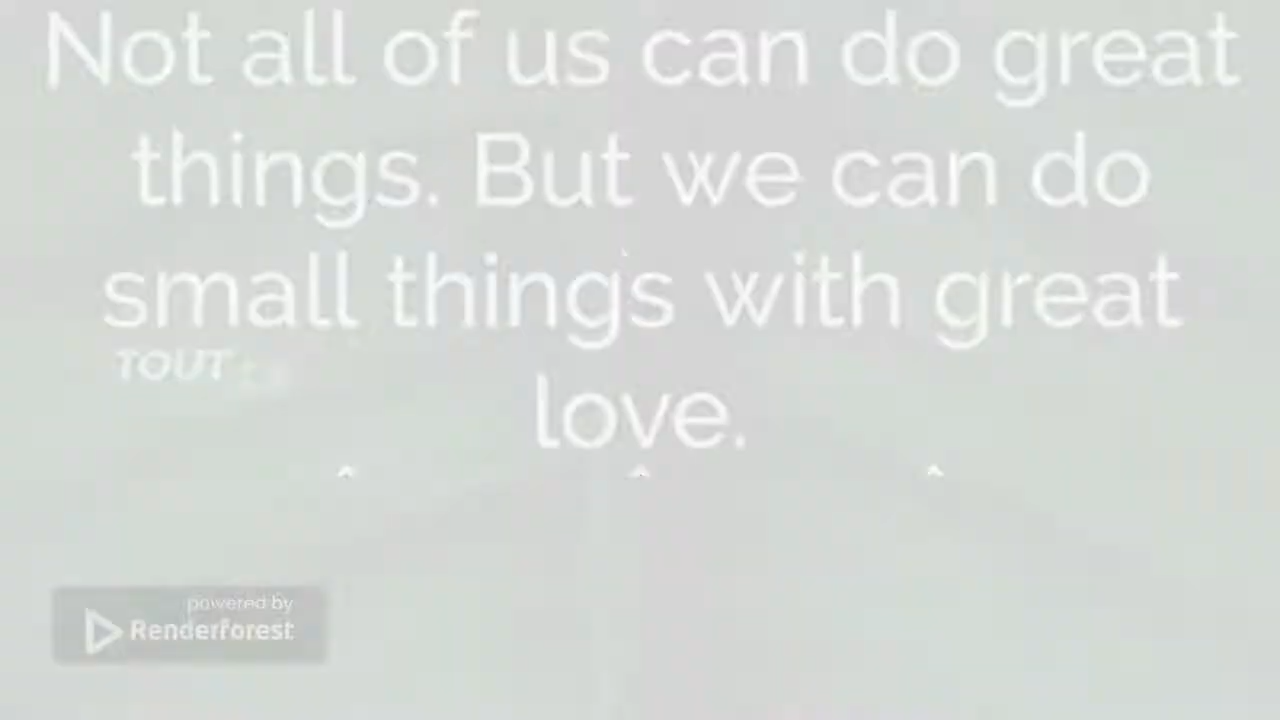 Not all of us can do great
things. But we can do
small things with great
TOUT
love.
powered by
Renderforest